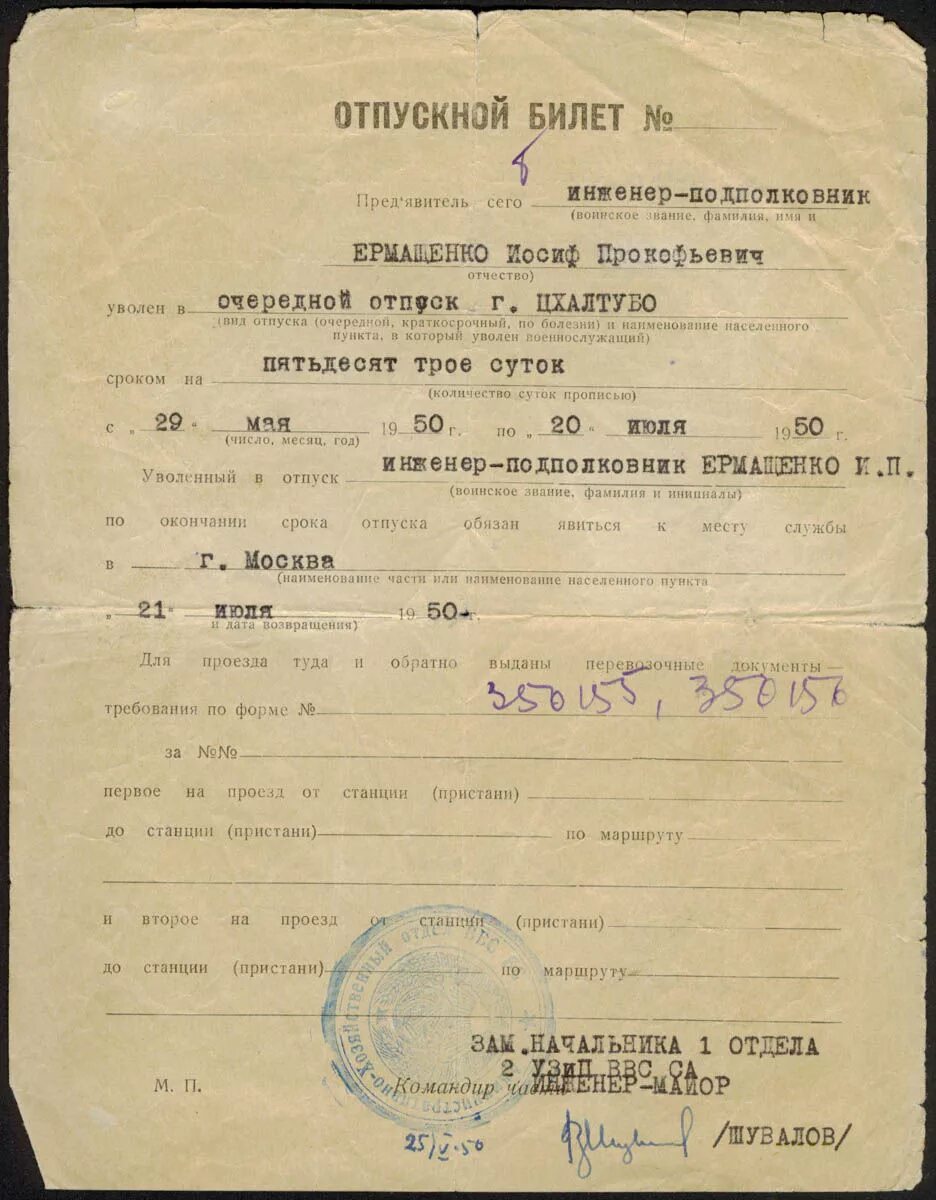 ОТПУСКНОЙ БИЛЕТ №
Пред'явитель сего инженер-подполковник
(воинское звание, фамилия, имя и
ЕРМАЩЕНКО Иосиф Прокофьевич
отчество)
уволен в очередной отпуск г. ЦХАЛТУБО
(вид отпуска (очередной, краткосрочный, по болезни) и наименование населенного
пункта, в который уволен военнослужащий)
сроком на пятьдесят трое суток
(количество суток прописью)
с „ 29 " мая 1950 г. по „ 20 " июля 1950 г.
(число, месяц, год)
Уволенный в отпуск инженер-подполковник ЕРМАЩЕНКО И.П.
(воинское звание, фамилия и инициалы)
по окончании срока отпуска обязан явиться к месту службы
в г. Москва
(наименование части или наименование населенного пункта
„ 21 " июля 1950 г.
и дата возвращения)
Для проезда туда и обратно выданы перевозочные документы —
требования по форме № 350155, 350156
за №№
первое на проезд от станции (пристани)
до станции (пристани) по маршруту
и второе на проезд от станции (пристани)
до станции (пристани) по маршруту
ЗАМ.НАЧАЛЬНИКА 1 ОТДЕЛА
2 УЗиП ВВС СА
М. П. Командир части ИНЖЕНЕР-МАЙОР
25/V-50 /ШУВАЛОВ/